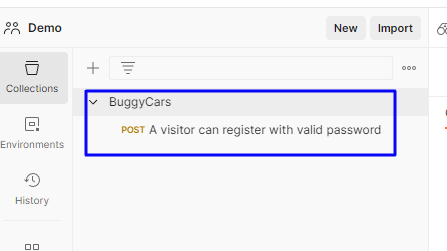 Demo
New
Import
Collections
BuggyCars
POST A visitor can register with valid password
Environments
History